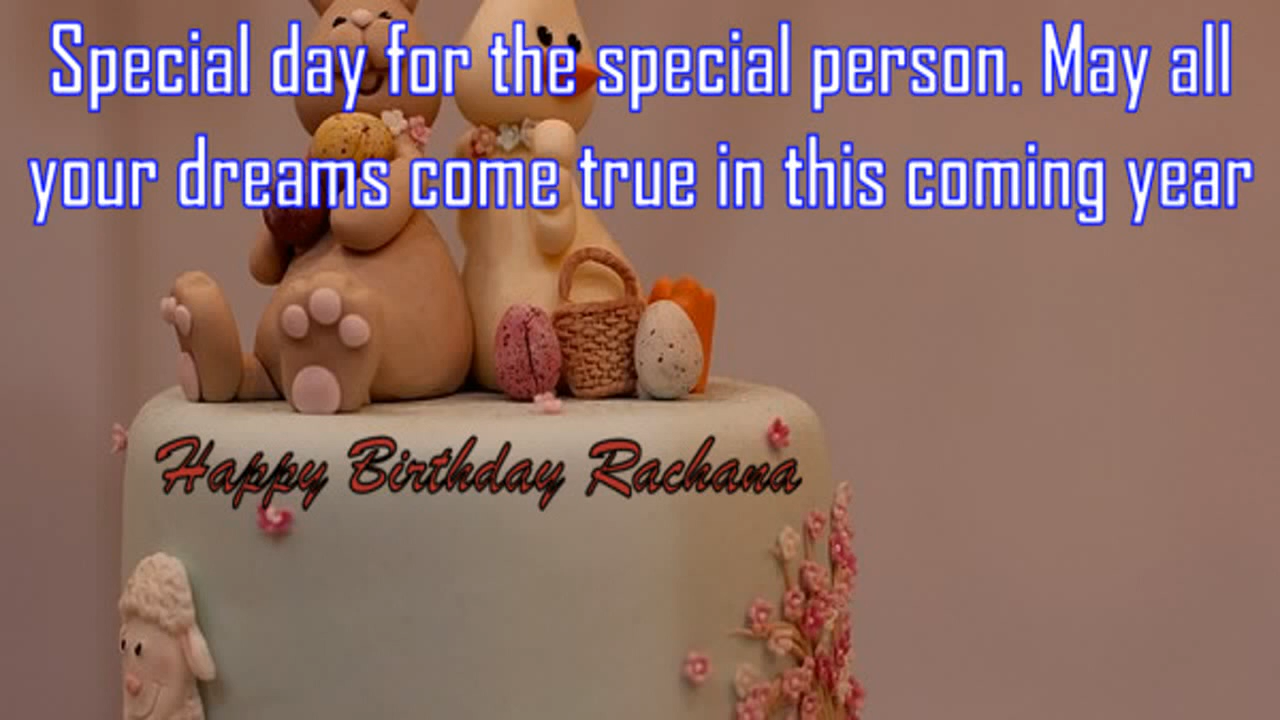 Special day for the special person. May all
your dreams come true in this coming year
Happy Birthday Rachana